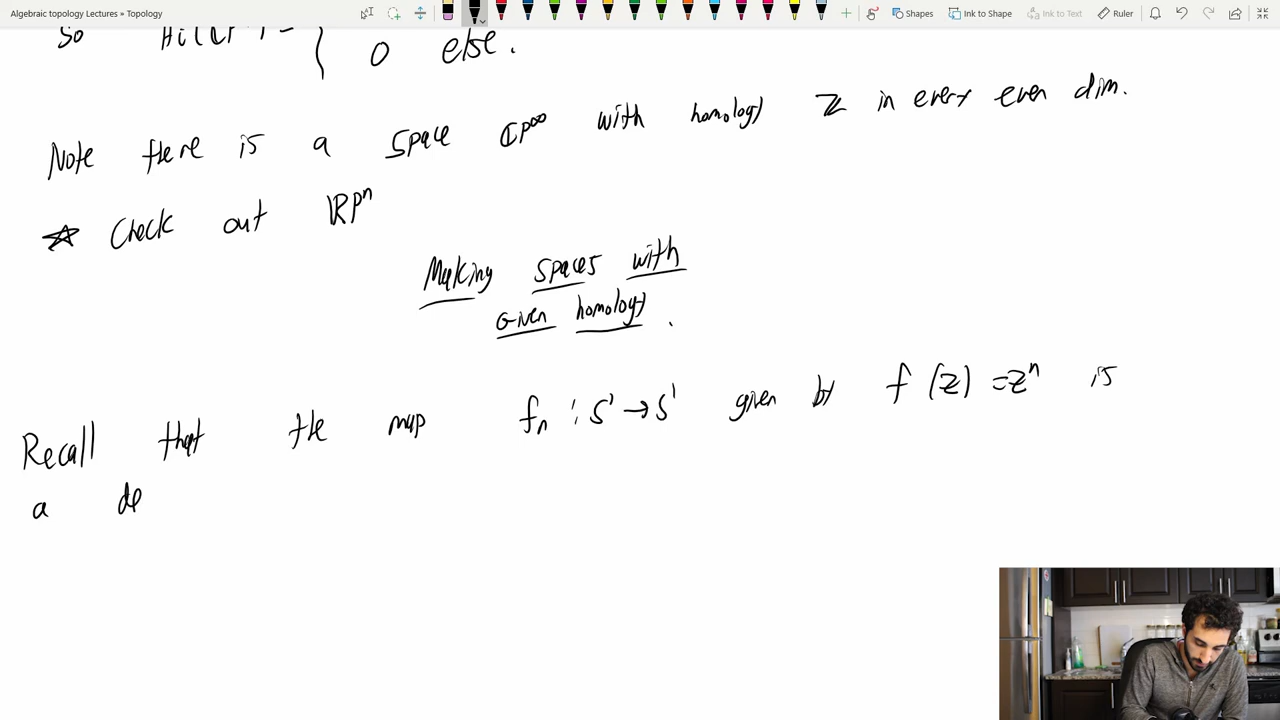 Algebraic topology Lectures » Topology
Shapes Ink to Shape Ink to Text Ruler
So
0 else.
Note there is a space ℂP^∞ with homology ℤ in every even dim.
☆ Check out ℝP^n
Making spaces with
Given homology.
Recall that the map f_n : S^1 → S^1 given by f(z) = z^n is
a de